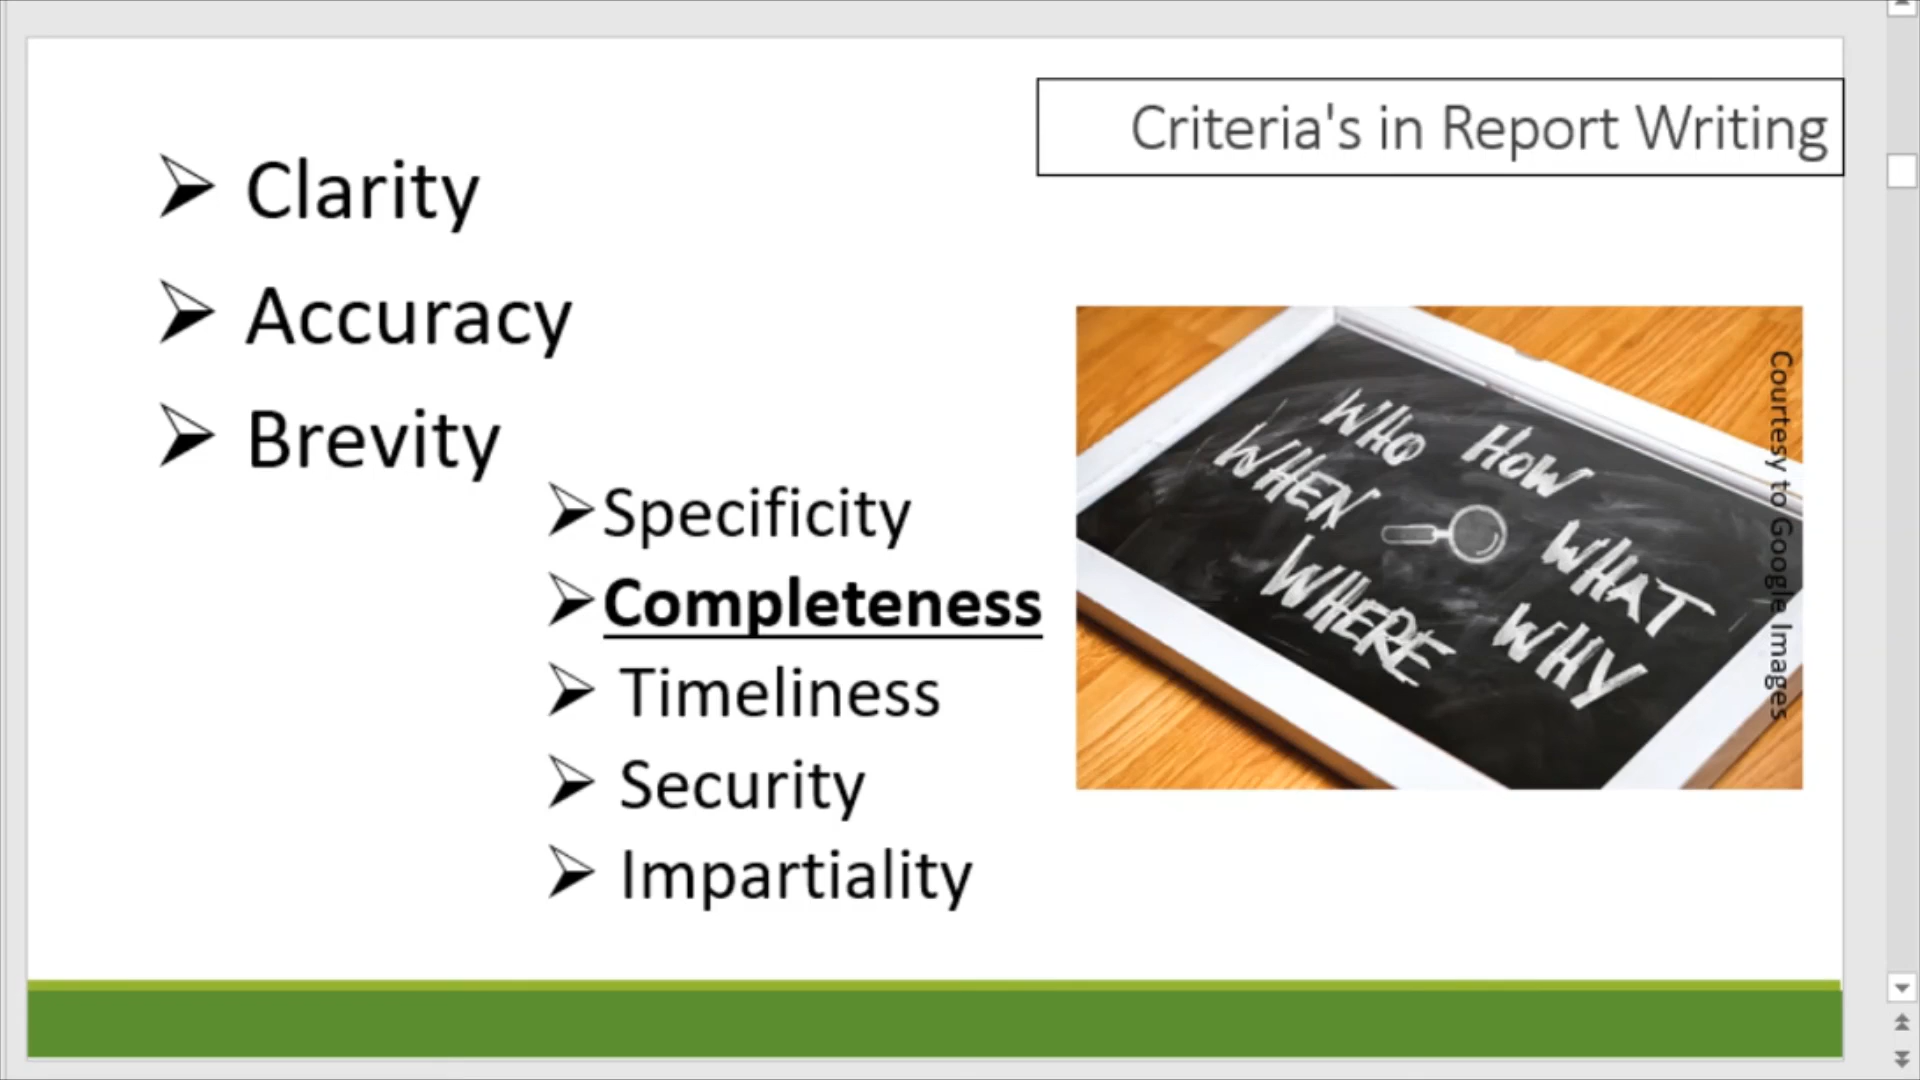 Criteria's in Report Writing
Clarity
Accuracy
Brevity
Specificity
Completeness
Timeliness
Security
Impartiality
WHO
HOW
WHEN
WHAT
WHERE
WHY
Courtesy to Google Images